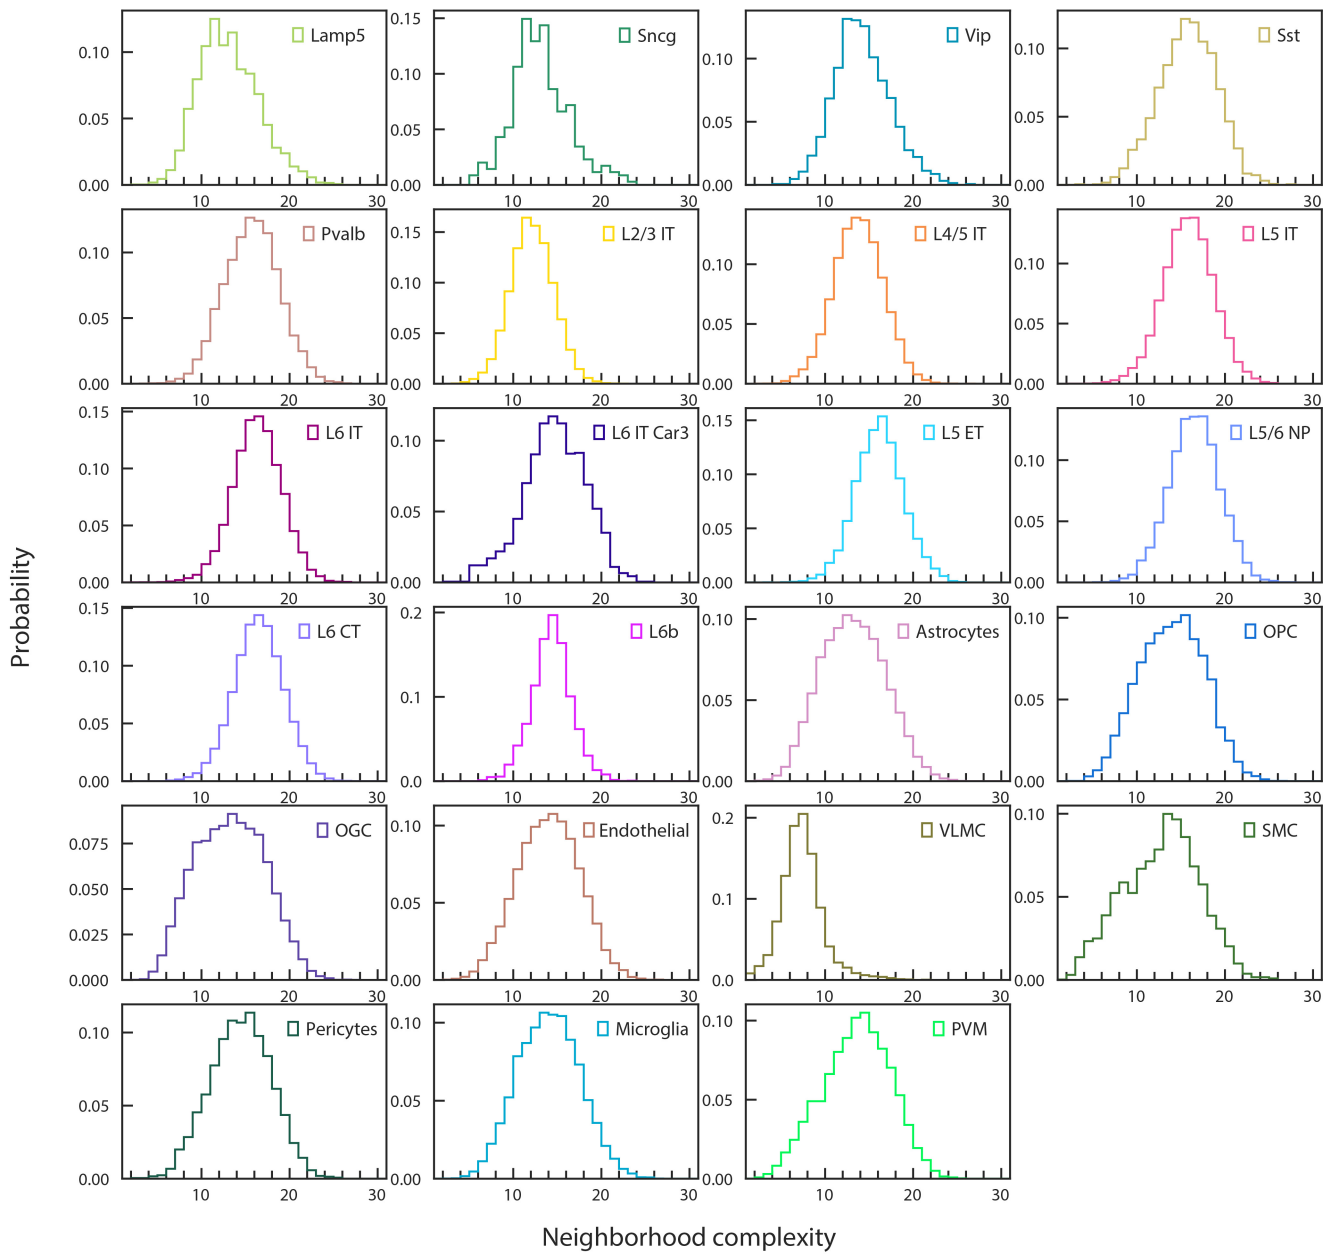 Lamp5
0.10
0.05
0.00
10 20 30
Sncg
0.15
0.10
0.05
0.00
10 20 30
Vip
0.10
0.05
0.00
10 20 30
Sst
0.10
0.05
0.00
10 20 30
Pvalb
0.10
0.05
0.00
10 20 30
L2/3 IT
0.15
0.10
0.05
0.00
10 20 30
L4/5 IT
0.10
0.05
0.00
10 20 30
L5 IT
0.10
0.05
0.00
10 20 30
L6 IT
0.15
0.10
0.05
0.00
10 20 30
L6 IT Car3
0.10
0.05
0.00
10 20 30
L5 ET
0.15
0.10
0.05
0.00
10 20 30
L5/6 NP
0.10
0.05
0.00
10 20 30
Probability
L6 CT
0.15
0.10
0.05
0.00
10 20 30
L6b
0.2
0.1
0.0
10 20 30
Astrocytes
0.10
0.05
0.00
10 20 30
OPC
0.10
0.05
0.00
10 20 30
OGC
0.075
0.050
0.025
0.000
10 20 30
Endothelial
0.10
0.05
0.00
10 20 30
VLMC
0.2
0.1
0.0
10 20 30
SMC
0.10
0.05
0.00
10 20 30
Pericytes
0.10
0.05
0.00
10 20 30
Microglia
0.10
0.05
0.00
10 20 30
PVM
0.10
0.05
0.00
10 20 30
Neighborhood complexity